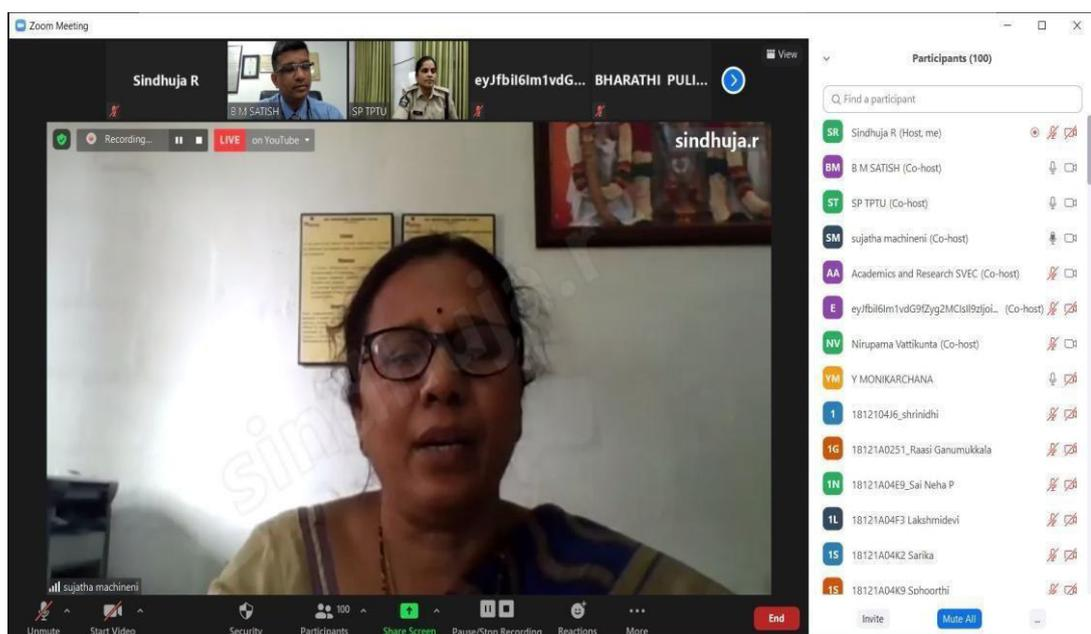 Zoom Meeting
Sindhuja R
B M SATISH
SP TPTU
eyJfbil6Im1vdG...
BHARATHI PULI...
View
Recording...
LIVE on YouTube
sindhuja.r
sindhuja.r
sujatha machineni
Unmute
Start Video
Security
Participants
100
Share Screen
Pause/Stop Recording
Reactions
More
End
Participants (100)
Find a participant
SR Sindhuja R (Host, me)
BM B M SATISH (Co-host)
ST SP TPTU (Co-host)
SM sujatha machineni (Co-host)
AA Academics and Research SVEC (Co-host)
E eyJfbil6Im1vdG9fZyg2MCIsII9zIjoi... (Co-host)
NV Nirupama Vattikunta (Co-host)
YM Y MONIKARCHANA
1 1812104J6_shrinidhi
1G 18121A0251_Raasi Ganumukkala
1N 18121A04E9_Sai Neha P
1L 18121A04F3 Lakshmidevi
1S 18121A04K2 Sarika
1S 18121A04K9 Sphoorthi
Invite
Mute All
...